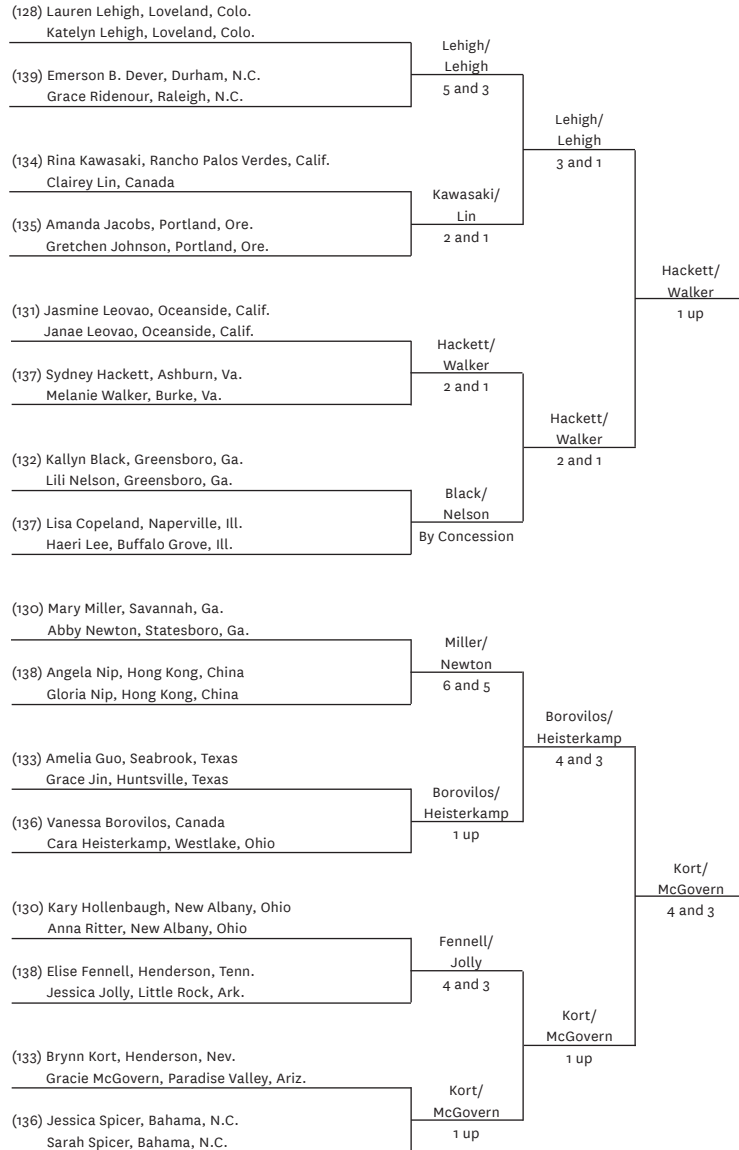 (128) Lauren Lehigh, Loveland, Colo.
Katelyn Lehigh, Loveland, Colo.
Lehigh/
Lehigh
5 and 3
(139) Emerson B. Dever, Durham, N.C.
Grace Ridenour, Raleigh, N.C.
Lehigh/
Lehigh
3 and 1
(134) Rina Kawasaki, Rancho Palos Verdes, Calif.
Clairey Lin, Canada
Kawasaki/
Lin
2 and 1
(135) Amanda Jacobs, Portland, Ore.
Gretchen Johnson, Portland, Ore.
Hackett/
Walker
1 up
(131) Jasmine Leovao, Oceanside, Calif.
Janae Leovao, Oceanside, Calif.
Hackett/
Walker
2 and 1
(137) Sydney Hackett, Ashburn, Va.
Melanie Walker, Burke, Va.
Hackett/
Walker
2 and 1
(132) Kallyn Black, Greensboro, Ga.
Lili Nelson, Greensboro, Ga.
Black/
Nelson
By Concession
(137) Lisa Copeland, Naperville, Ill.
Haeri Lee, Buffalo Grove, Ill.
(130) Mary Miller, Savannah, Ga.
Abby Newton, Statesboro, Ga.
Miller/
Newton
6 and 5
(138) Angela Nip, Hong Kong, China
Gloria Nip, Hong Kong, China
Borovilos/
Heisterkamp
4 and 3
(133) Amelia Guo, Seabrook, Texas
Grace Jin, Huntsville, Texas
Borovilos/
Heisterkamp
1 up
(136) Vanessa Borovilos, Canada
Cara Heisterkamp, Westlake, Ohio
Kort/
McGovern
4 and 3
(130) Kary Hollenbaugh, New Albany, Ohio
Anna Ritter, New Albany, Ohio
Fennell/
Jolly
4 and 3
(138) Elise Fennell, Henderson, Tenn.
Jessica Jolly, Little Rock, Ark.
Kort/
McGovern
1 up
(133) Brynn Kort, Henderson, Nev.
Gracie McGovern, Paradise Valley, Ariz.
Kort/
McGovern
1 up
(136) Jessica Spicer, Bahama, N.C.
Sarah Spicer, Bahama, N.C.